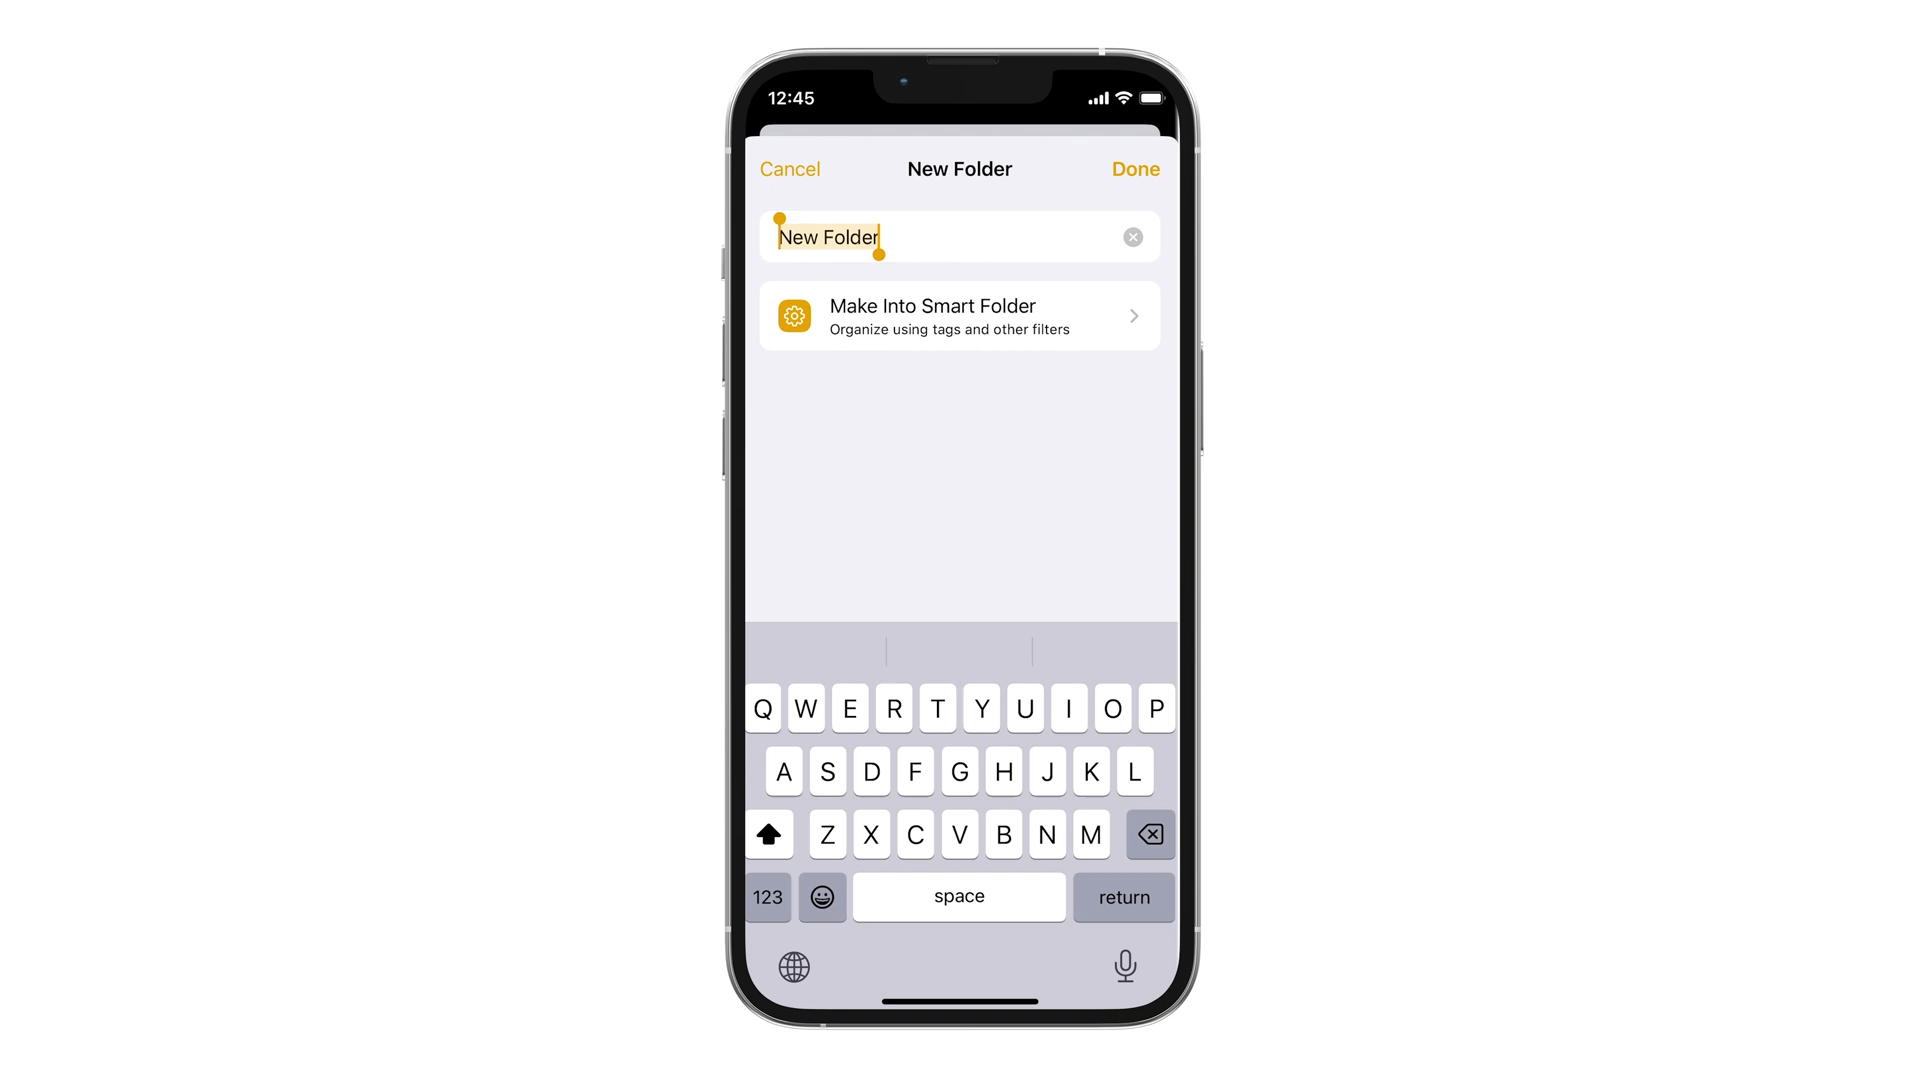 12:45
Cancel New Folder Done
New Folder
Make Into Smart Folder
Organize using tags and other filters
Q W E R T Y U I O P
A S D F G H J K L
Z X C V B N M
123 space return